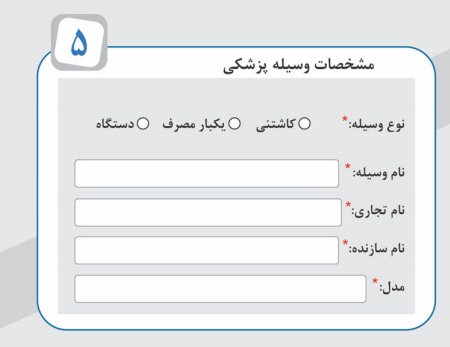 ۵
مشخصات وسیله پزشکی
نوع وسیله:* کاشتنی یکبار مصرف دستگاه
نام وسیله:*
نام تجاری:*
نام سازنده:*
مدل:*